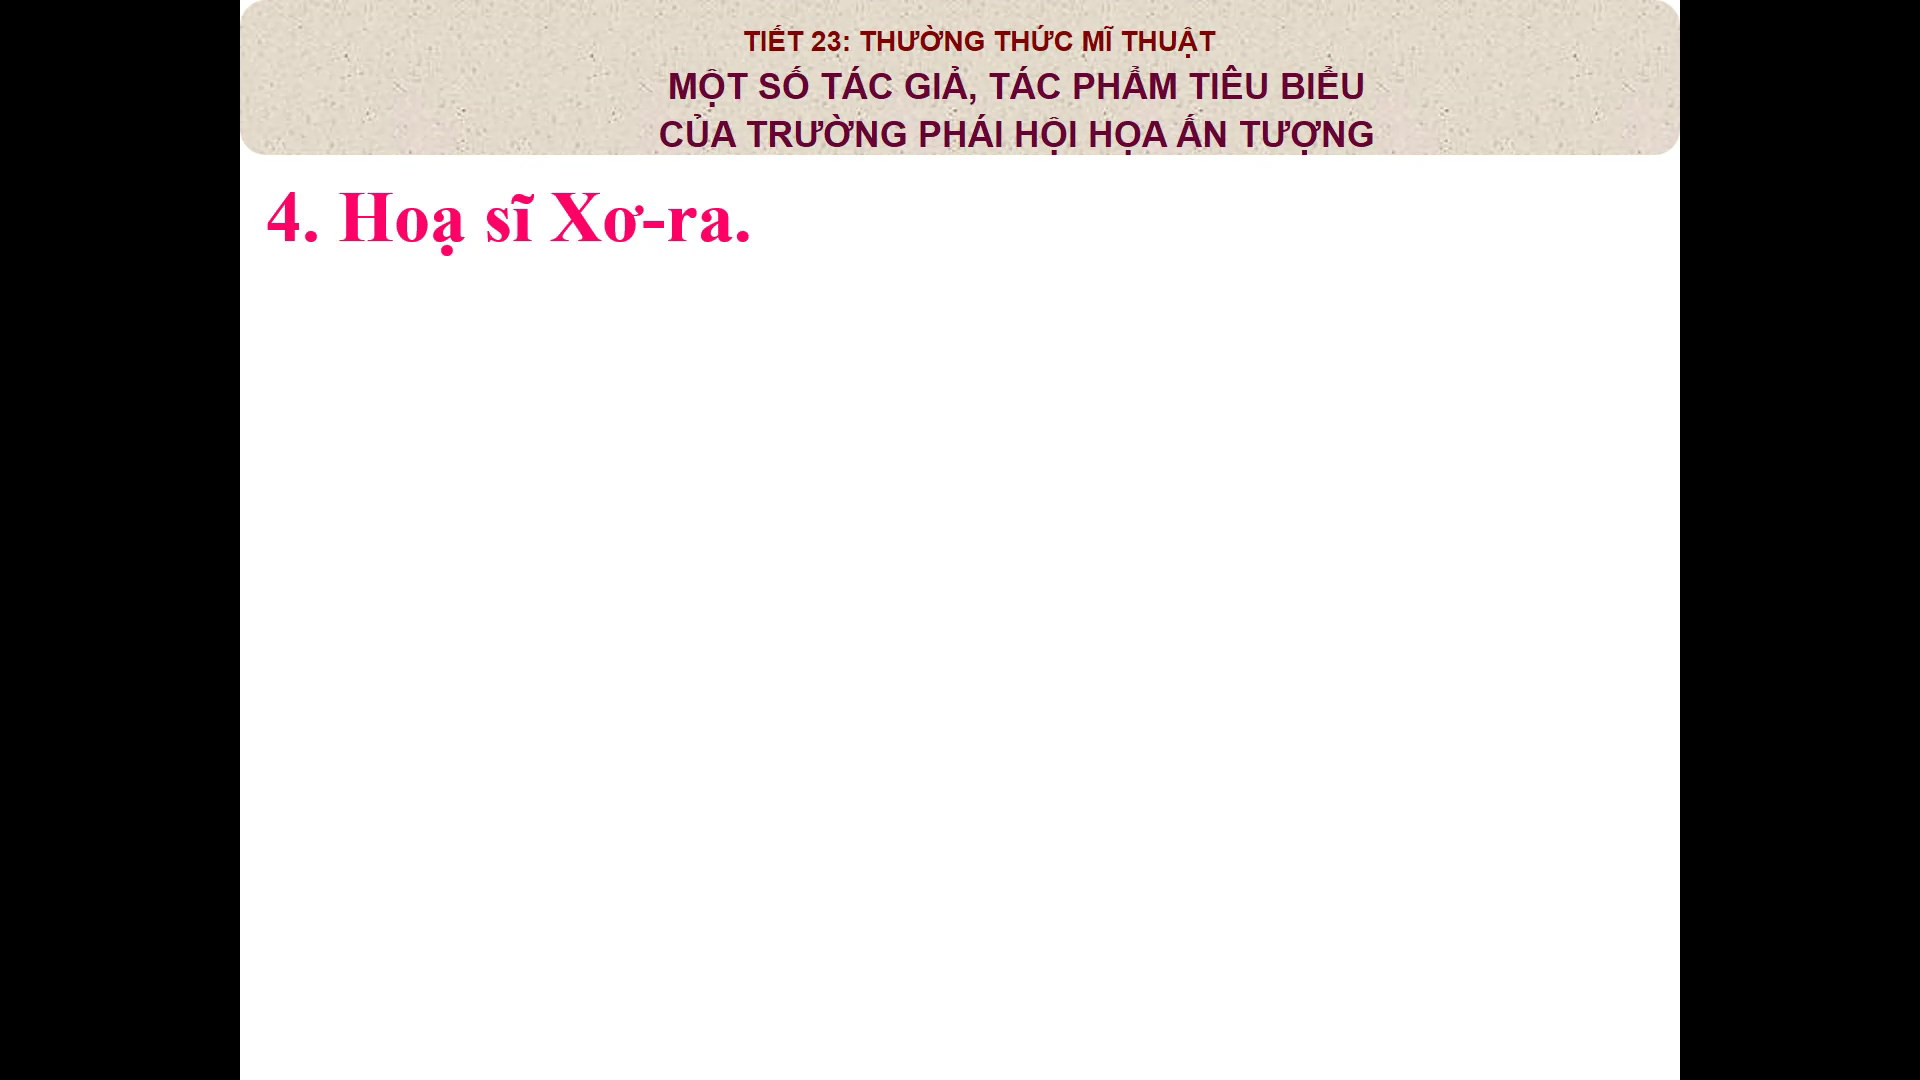 TIẾT 23: THƯỜNG THỨC MĨ THUẬT
MỘT SỐ TÁC GIẢ, TÁC PHẨM TIÊU BIỂU
CỦA TRƯỜNG PHÁI HỘI HỌA ẤN TƯỢNG
4. Hoạ sĩ Xơ-ra.